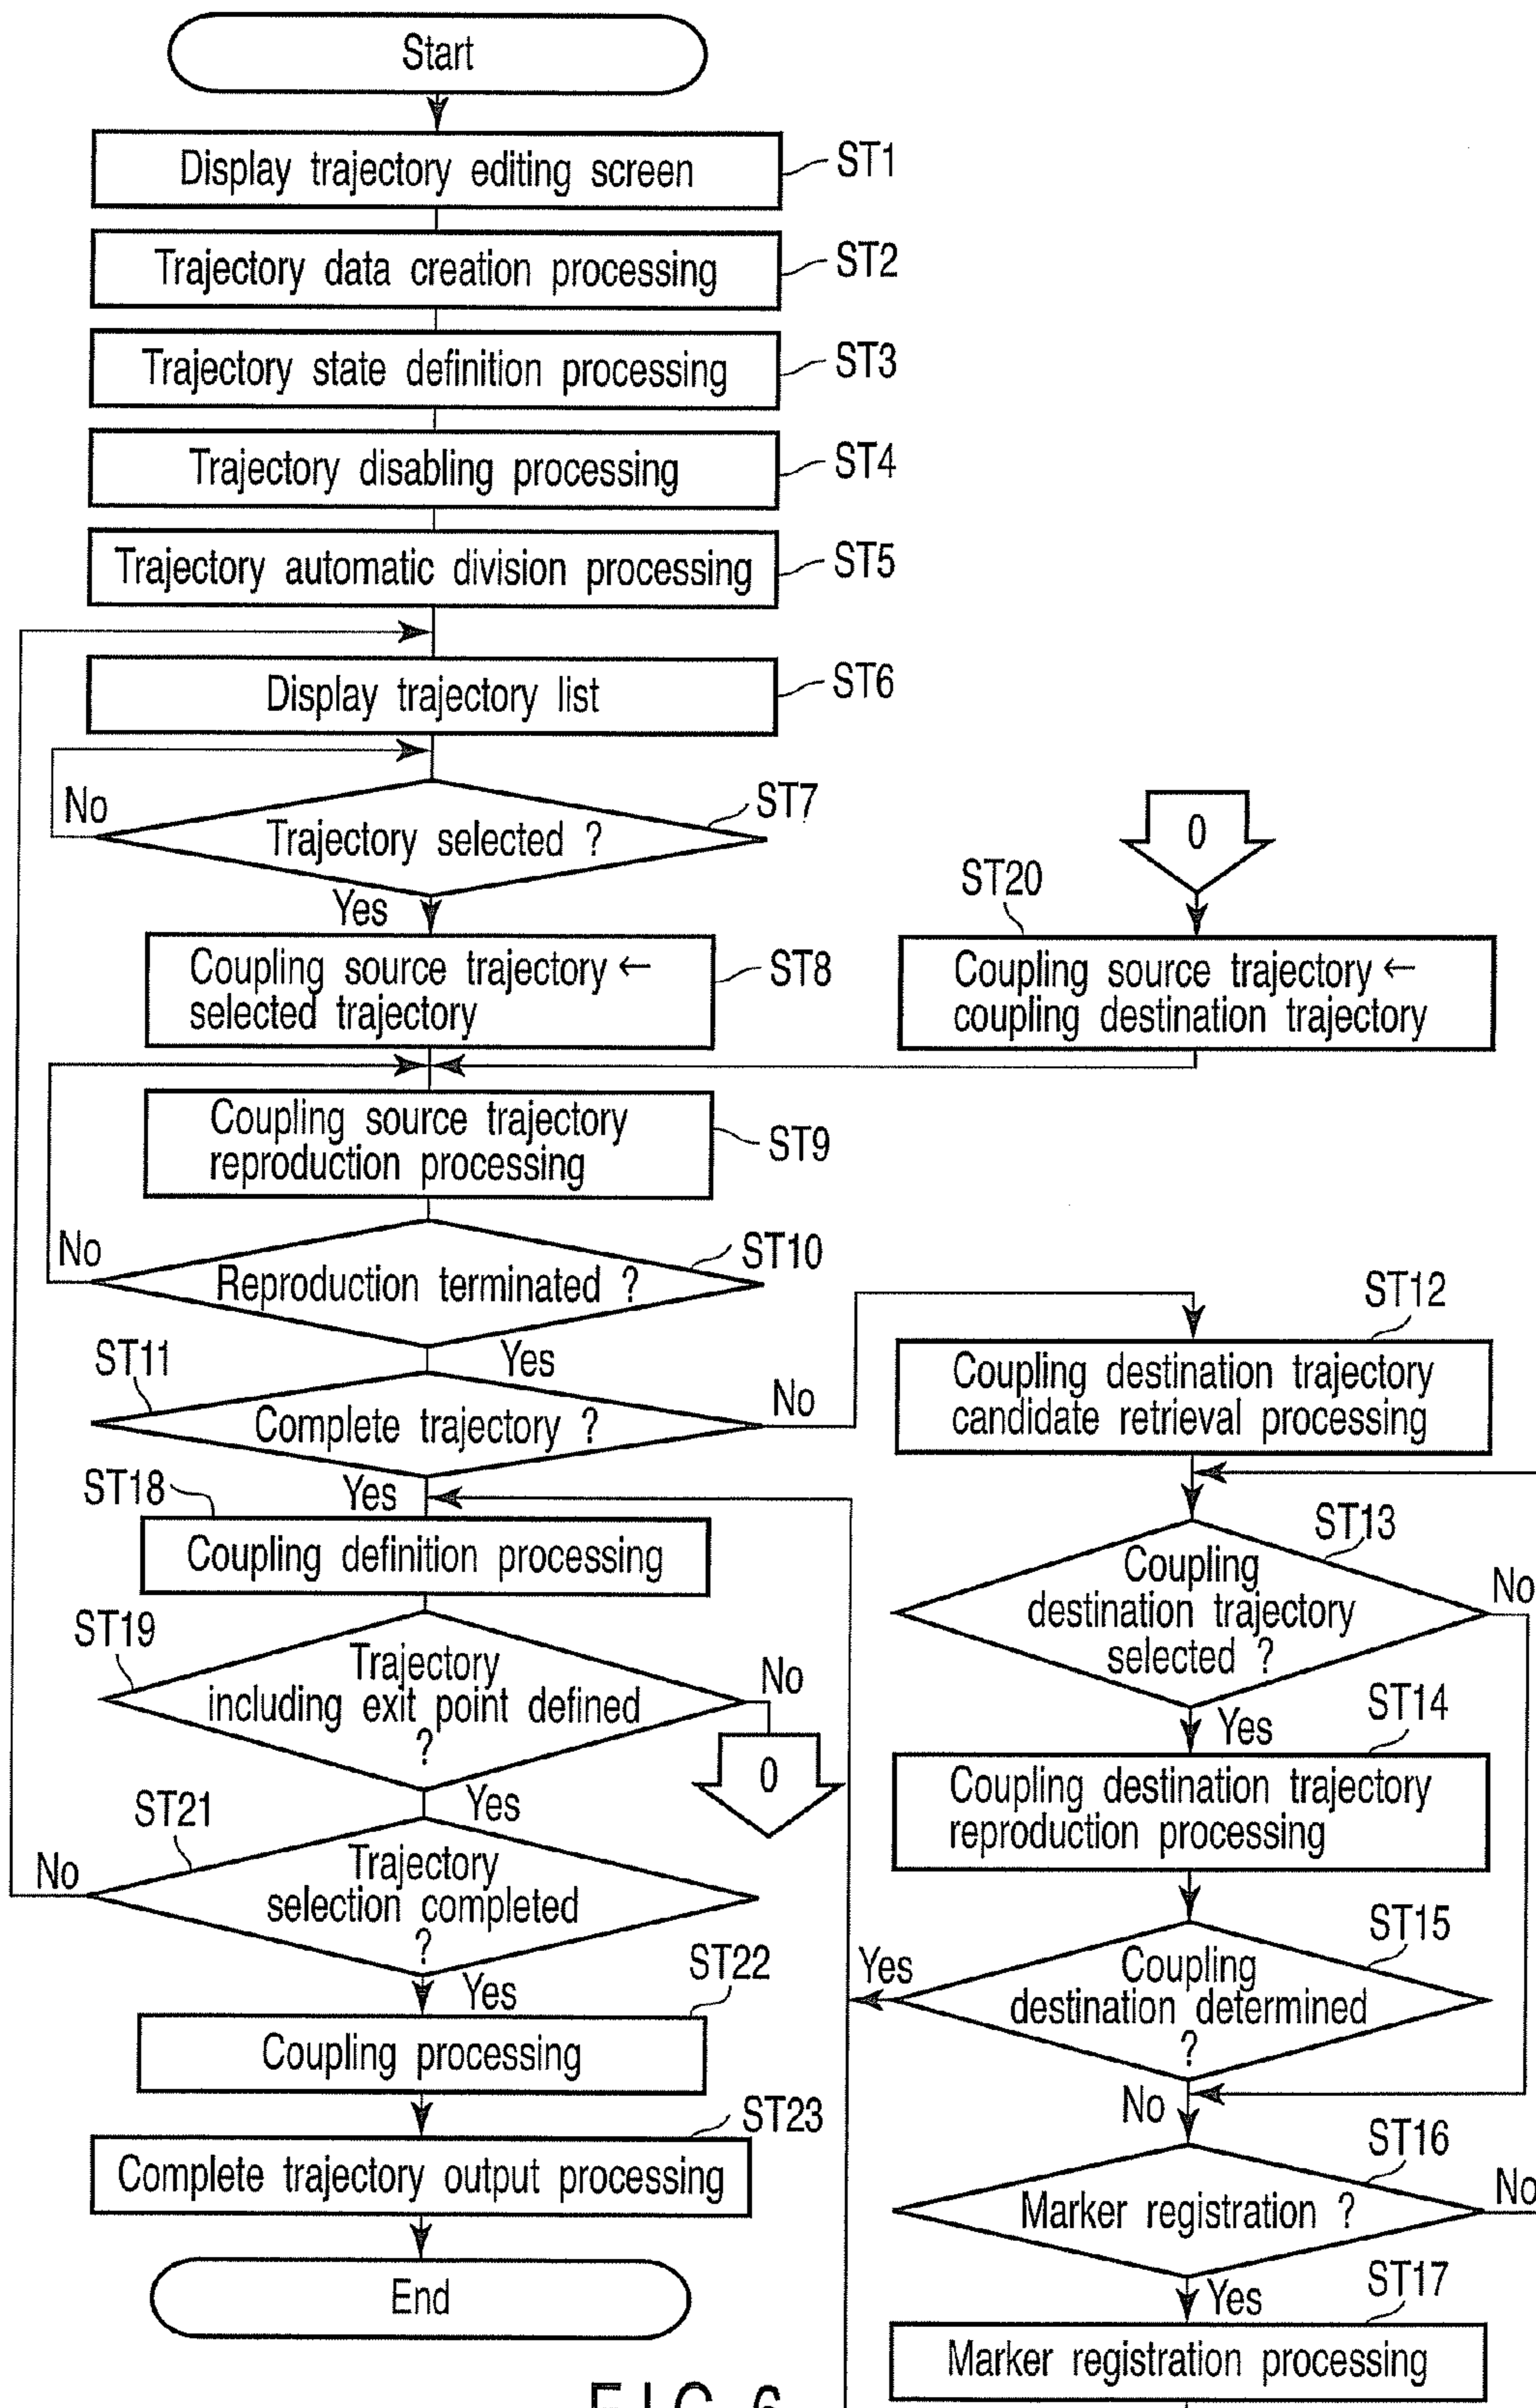 Start
Display trajectory editing screen
ST1
Trajectory data creation processing
ST2
Trajectory state definition processing
ST3
Trajectory disabling processing
ST4
Trajectory automatic division processing
ST5
Display trajectory list
ST6
No
Trajectory selected ?
ST7
Yes
Coupling source trajectory ←
selected trajectory
ST8
Coupling source trajectory
reproduction processing
ST9
No
Reproduction terminated ?
ST10
Yes
ST11
Complete trajectory ?
No
Yes
ST18
Coupling definition processing
ST19
Trajectory
including exit point defined
?
No
0
Yes
ST21
No
Trajectory
selection completed
?
Yes
ST22
Coupling processing
ST23
Complete trajectory output processing
End
0
ST20
Coupling source trajectory ←
coupling destination trajectory
ST12
Coupling destination trajectory
candidate retrieval processing
ST13
Coupling
destination trajectory
selected ?
No
Yes
ST14
Coupling destination trajectory
reproduction processing
ST15
Yes
Coupling
destination determined
?
No
ST16
Marker registration ?
No
Yes
ST17
Marker registration processing
FIG. 6